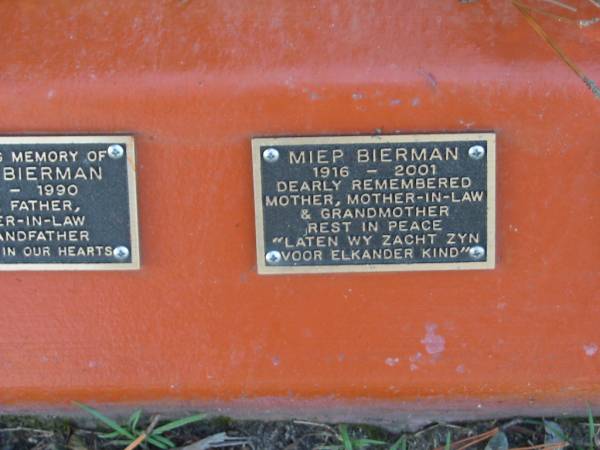 MEMORY OF
BIERMAN
- 1990
FATHER,
ER-IN-LAW
ANDFATHER
IN OUR HEARTS
MIEP BIERMAN
1916 - 2001
DEARLY REMEMBERED
MOTHER, MOTHER-IN-LAW
& GRANDMOTHER
REST IN PEACE
"LATEN WY ZACHT ZYN
VOOR ELKANDER KIND"